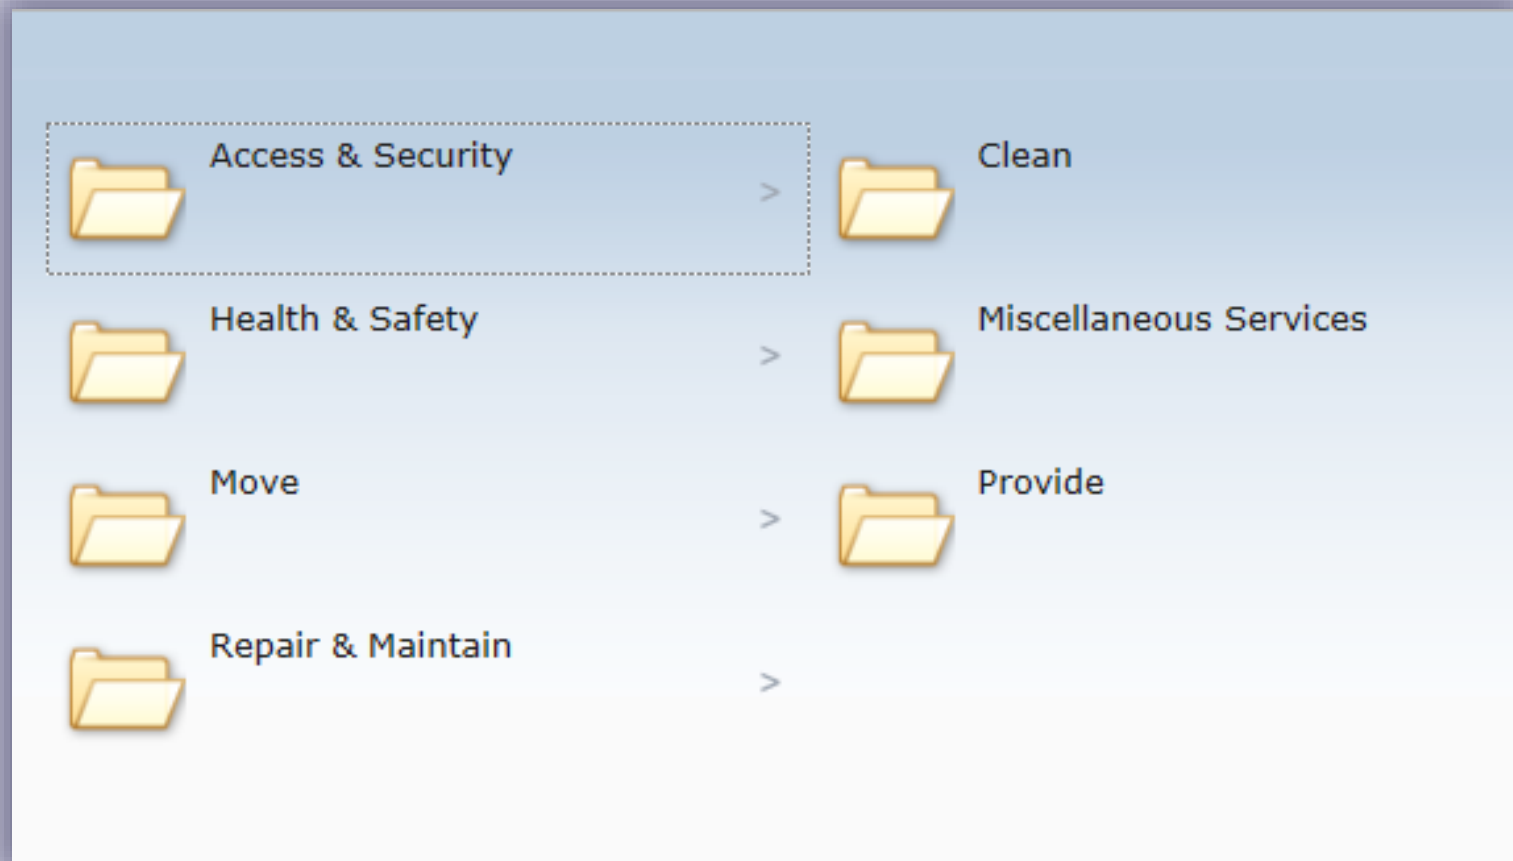 Access & Security
>
Clean
Health & Safety
>
Miscellaneous Services
Move
>
Provide
Repair & Maintain
>